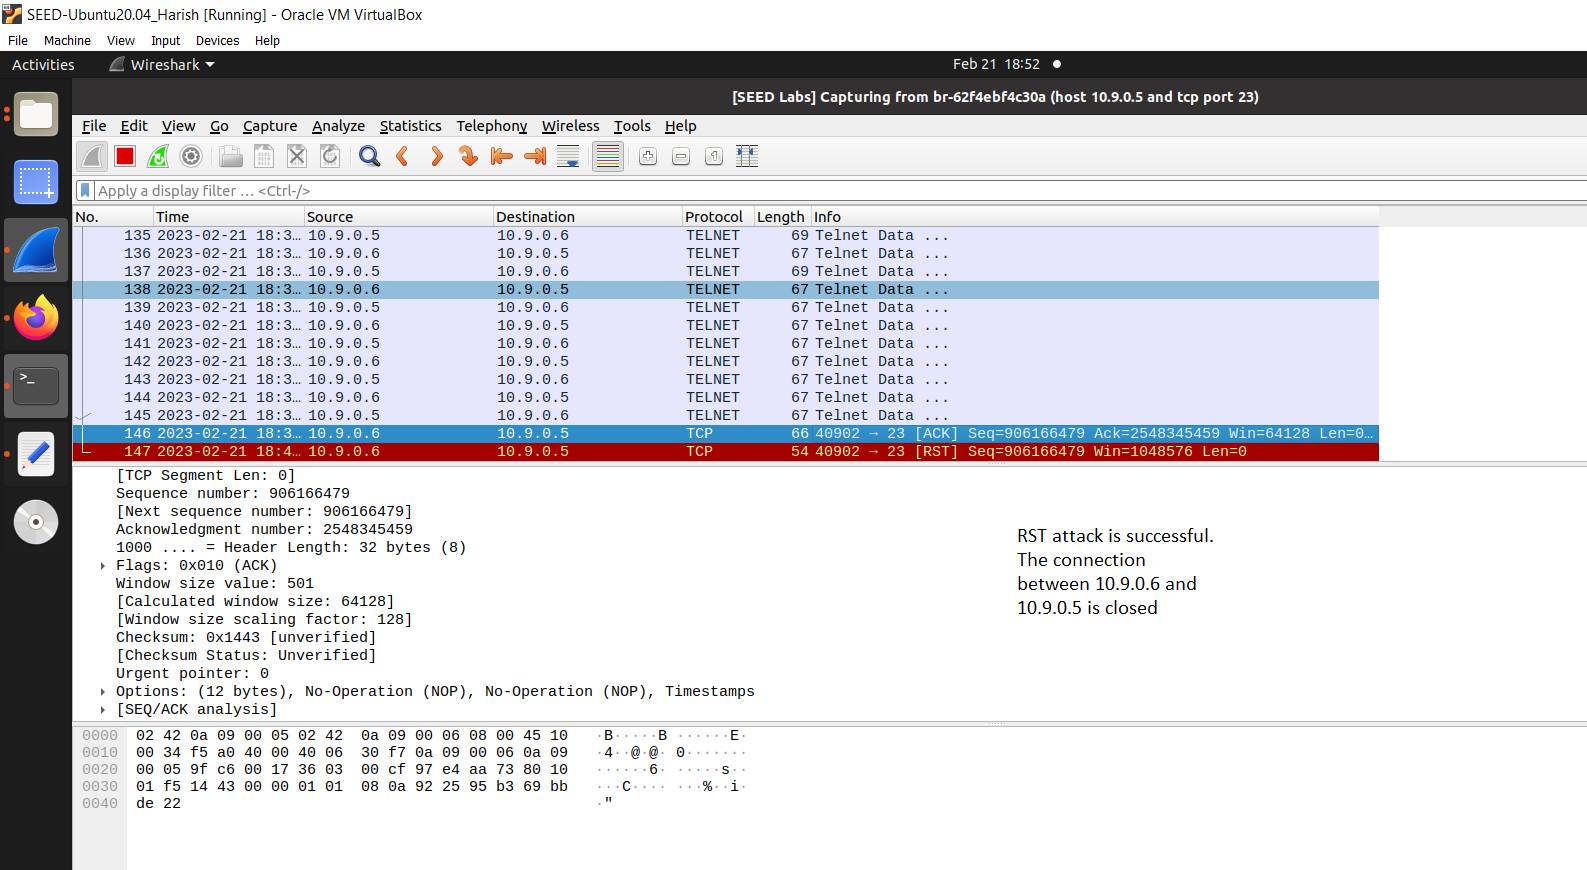 SEED-Ubuntu20.04_Harish [Running] - Oracle VM VirtualBox
File Machine View Input Devices Help
Activities Wireshark Feb 21 18:52
[SEED Labs] Capturing from br-62f4ebf4c30a (host 10.9.0.5 and tcp port 23)
File Edit View Go Capture Analyze Statistics Telephony Wireless Tools Help
Apply a display filter … <Ctrl-/>
No. Time Source Destination Protocol Length Info
135 2023-02-21 18:3… 10.9.0.5 10.9.0.6 TELNET 69 Telnet Data ...
136 2023-02-21 18:3… 10.9.0.6 10.9.0.5 TELNET 67 Telnet Data ...
137 2023-02-21 18:3… 10.9.0.5 10.9.0.6 TELNET 69 Telnet Data ...
138 2023-02-21 18:3… 10.9.0.6 10.9.0.5 TELNET 67 Telnet Data ...
139 2023-02-21 18:3… 10.9.0.5 10.9.0.6 TELNET 67 Telnet Data ...
140 2023-02-21 18:3… 10.9.0.6 10.9.0.5 TELNET 67 Telnet Data ...
141 2023-02-21 18:3… 10.9.0.5 10.9.0.6 TELNET 67 Telnet Data ...
142 2023-02-21 18:3… 10.9.0.6 10.9.0.5 TELNET 67 Telnet Data ...
143 2023-02-21 18:3… 10.9.0.5 10.9.0.6 TELNET 67 Telnet Data ...
144 2023-02-21 18:3… 10.9.0.6 10.9.0.5 TELNET 67 Telnet Data ...
145 2023-02-21 18:3… 10.9.0.5 10.9.0.6 TELNET 67 Telnet Data ...
146 2023-02-21 18:3… 10.9.0.6 10.9.0.5 TCP 66 40902 → 23 [ACK] Seq=906166479 Ack=2548345459 Win=64128 Len=0…
147 2023-02-21 18:4… 10.9.0.6 10.9.0.5 TCP 54 40902 → 23 [RST] Seq=906166479 Win=1048576 Len=0
[TCP Segment Len: 0]
Sequence number: 906166479
[Next sequence number: 906166479]
Acknowledgment number: 2548345459
1000 .... = Header Length: 32 bytes (8)
Flags: 0x010 (ACK)
Window size value: 501
[Calculated window size: 64128]
[Window size scaling factor: 128]
Checksum: 0x1443 [unverified]
[Checksum Status: Unverified]
Urgent pointer: 0
Options: (12 bytes), No-Operation (NOP), No-Operation (NOP), Timestamps
[SEQ/ACK analysis]
RST attack is successful.
The connection
between 10.9.0.6 and
10.9.0.5 is closed
0000 02 42 0a 09 00 05 02 42 0a 09 00 06 08 00 45 10 ·B·····B ······E·
0010 00 34 f5 a0 40 00 40 06 30 f7 0a 09 00 06 0a 09 ·4··@·@· 0·······
0020 00 05 9f c6 00 17 36 03 00 cf 97 e4 aa 73 80 10 ······6· ·····s··
0030 01 f5 14 43 00 00 01 01 08 0a 92 25 95 b3 69 bb ···C···· ···%··i·
0040 de 22 ·"